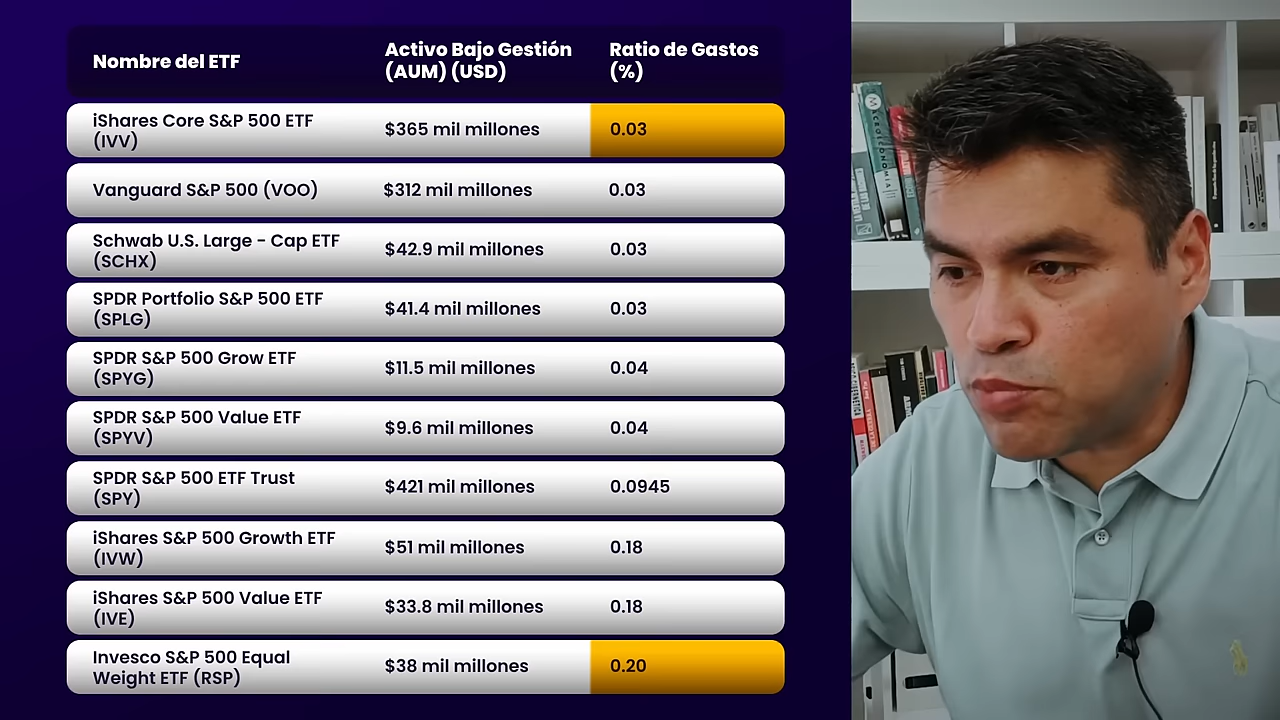 Nombre del ETF
Activo Bajo Gestión
(AUM) (USD)
Ratio de Gastos
(%)
iShares Core S&P 500 ETF
(IVV)
$365 mil millones
0.03
Vanguard S&P 500 (VOO)
$312 mil millones
0.03
Schwab U.S. Large - Cap ETF
(SCHX)
$42.9 mil millones
0.03
SPDR Portfolio S&P 500 ETF
(SPLG)
$41.4 mil millones
0.03
SPDR S&P 500 Grow ETF
(SPYG)
$11.5 mil millones
0.04
SPDR S&P 500 Value ETF
(SPYV)
$9.6 mil millones
0.04
SPDR S&P 500 ETF Trust
(SPY)
$421 mil millones
0.0945
iShares S&P 500 Growth ETF
(IVW)
$51 mil millones
0.18
iShares S&P 500 Value ETF
(IVE)
$33.8 mil millones
0.18
Invesco S&P 500 Equal
Weight ETF (RSP)
$38 mil millones
0.20
MACROECONOMÍA